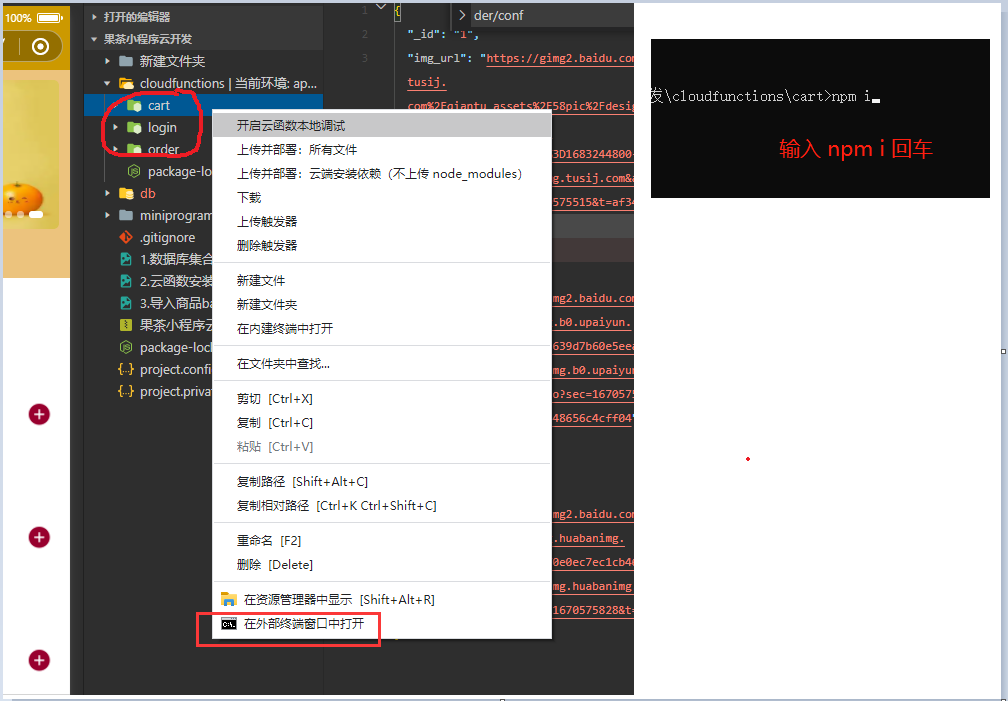 100%
打开的编辑器
果茶小程序云开发
新建文件夹
cloudfunctions | 当前环境: ap...
cart
login
order
package-lo
db
miniprogram
.gitignore
1.数据库集合
2.云函数安装
3.导入商品ba
果茶小程序云
package-lock
project.confi
project.priva
开启云函数本地调试
上传并部署：所有文件
上传并部署：云端安装依赖（不上传 node_modules）
下载
上传触发器
删除触发器
新建文件
新建文件夹
在内建终端中打开
在文件夹中查找...
剪切 [Ctrl+X]
复制 [Ctrl+C]
粘贴 [Ctrl+V]
复制路径 [Shift+Alt+C]
复制相对路径 [Ctrl+K Ctrl+Shift+C]
重命名 [F2]
删除 [Delete]
在资源管理器中显示 [Shift+Alt+R]
在外部终端窗口中打开
1 {
der/conf
2 "_id": "1",
3 "img_url": "https://gimg2.baidu.com
tusij.
com%2Fqiantu_assets%2F58pic%2Fdesig
3D1683244800-
g.tusij.com&a
575515&t=af34
mg2.baidu.com
.b0.upaiyun.
639d7b60e5eea
mg.b0.upaiyun
o?sec=1670575
48656c4cff04"
mg2.baidu.com
.huabanimg.
0e0ec7ec1cb40
mg.huabanimg
1670575828&t=
发\cloudfunctions\cart>npm i
输入 npm i 回车